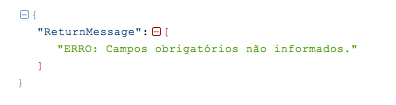 {
"ReturnMessage":[
"ERRO: Campos obrigatórios não informados."
]
}